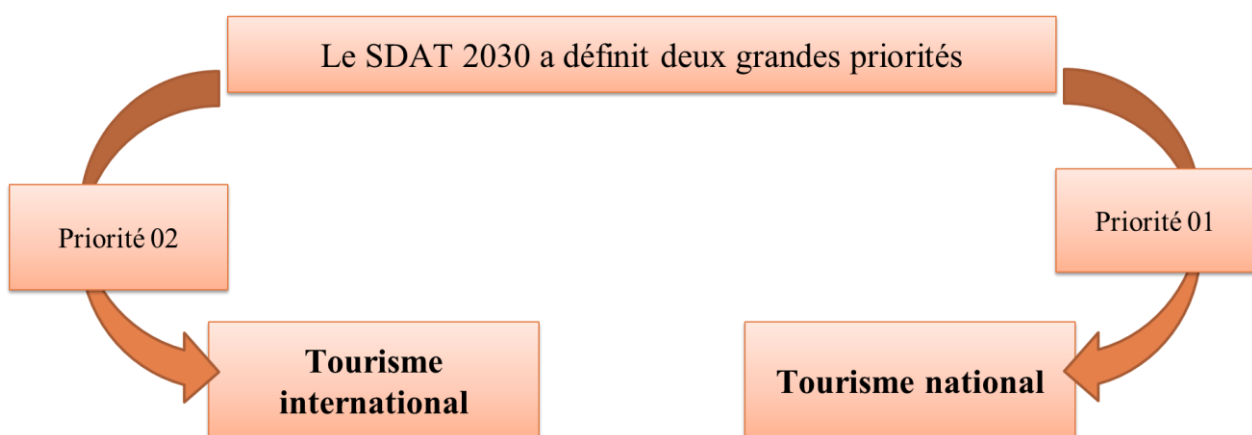 Le SDAT 2030 a définit deux grandes priorités
Priorité 02
Priorité 01
Tourisme
international
Tourisme national